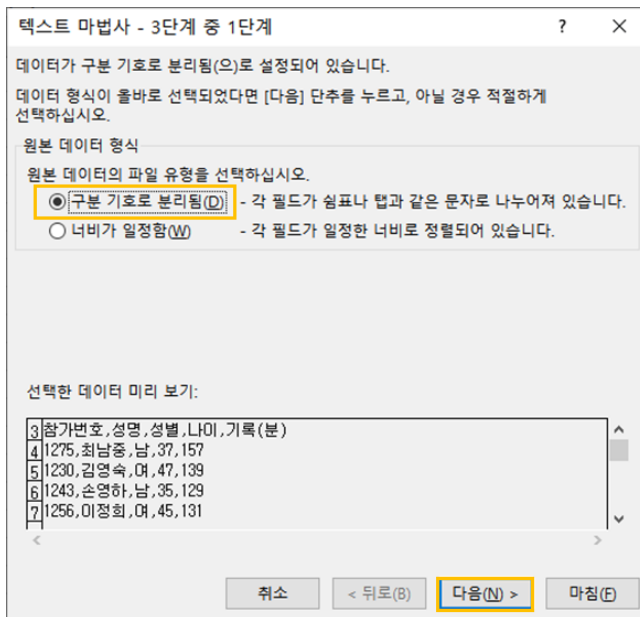 텍스트 마법사 - 3단계 중 1단계 ? ×
데이터가 구분 기호로 분리됨(으)로 설정되어 있습니다.
데이터 형식이 올바로 선택되었다면 [다음] 단추를 누르고, 아닐 경우 적절하게
선택하십시오.
원본 데이터 형식
원본 데이터의 파일 유형을 선택하십시오.
구분 기호로 분리됨(D) - 각 필드가 쉼표나 탭과 같은 문자로 나누어져 있습니다.
너비가 일정함(W) - 각 필드가 일정한 너비로 정렬되어 있습니다.
선택한 데이터 미리 보기:
3 참가번호,성명,성별,나이,기록(분)
4 1275,최남중,남,37,157
5 1230,김영숙,여,47,139
6 1243,손영하,남,35,129
7 1256,이정희,여,45,131
취소 < 뒤로(B) 다음(N) > 마침(F)